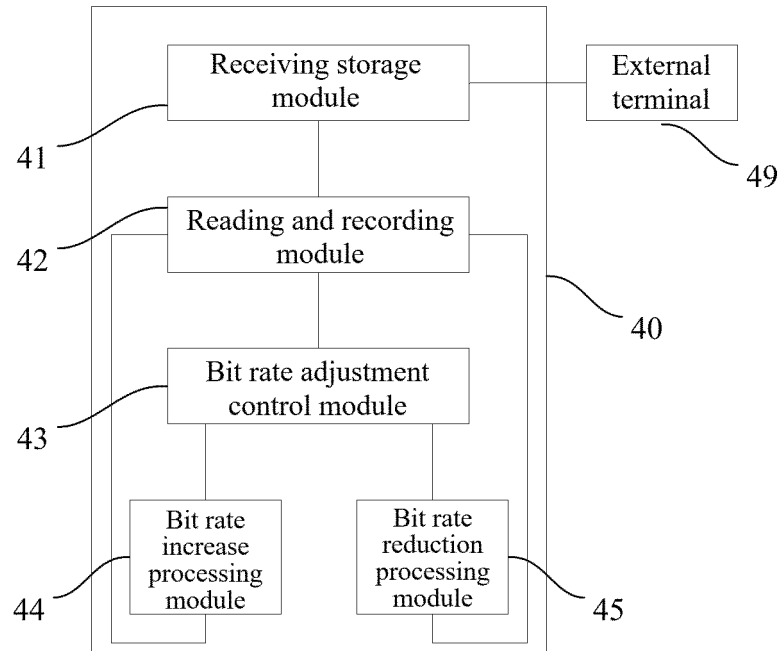 Receiving storage
module
External
terminal
41
49
Reading and recording
module
42
40
Bit rate adjustment
control module
43
Bit rate
increase
processing
module
Bit rate
reduction
processing
module
44
45